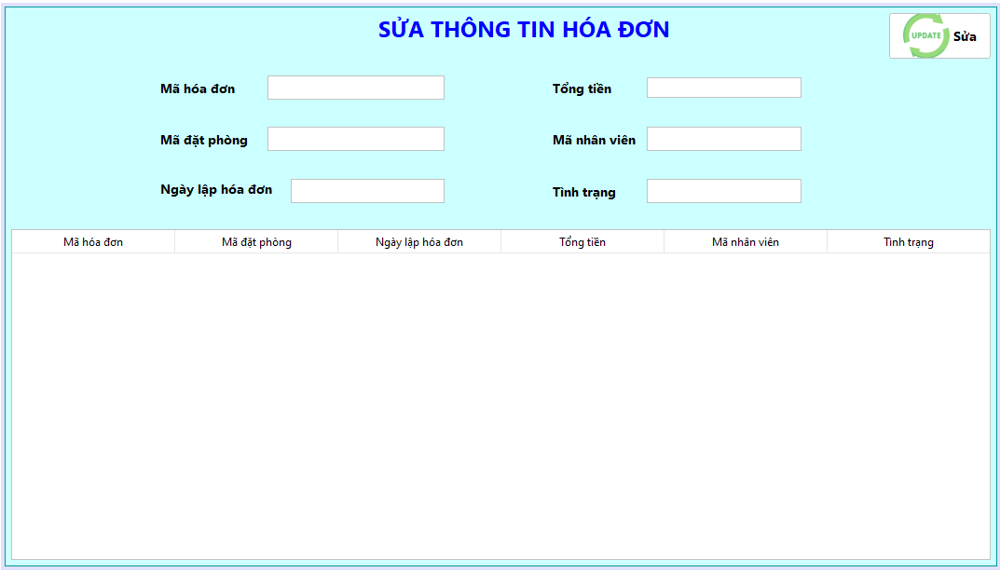 SỬA THÔNG TIN HÓA ĐƠN
UPDATE Sửa
Mã hóa đơn Tổng tiền
Mã đặt phòng Mã nhân viên
Ngày lập hóa đơn Tình trạng
Mã hóa đơn Mã đặt phòng Ngày lập hóa đơn Tổng tiền Mã nhân viên Tình trạng